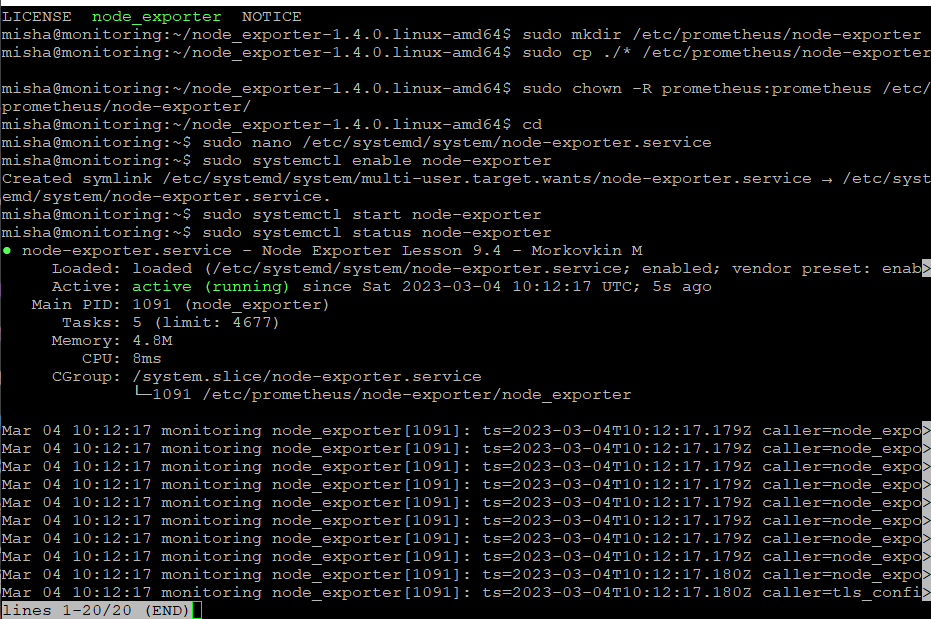 LICENSE  node_exporter  NOTICE
misha@monitoring:~/node_exporter-1.4.0.linux-amd64$ sudo mkdir /etc/prometheus/node-exporter
misha@monitoring:~/node_exporter-1.4.0.linux-amd64$ sudo cp ./* /etc/prometheus/node-exporter
misha@monitoring:~/node_exporter-1.4.0.linux-amd64$ sudo chown -R prometheus:prometheus /etc/
prometheus/node-exporter/
misha@monitoring:~/node_exporter-1.4.0.linux-amd64$ cd
misha@monitoring:~$ sudo nano /etc/systemd/system/node-exporter.service
misha@monitoring:~$ sudo systemctl enable node-exporter
Created symlink /etc/systemd/system/multi-user.target.wants/node-exporter.service → /etc/syst
emd/system/node-exporter.service.
misha@monitoring:~$ sudo systemctl start node-exporter
misha@monitoring:~$ sudo systemctl status node-exporter
● node-exporter.service - Node Exporter Lesson 9.4 - Morkovkin M
     Loaded: loaded (/etc/systemd/system/node-exporter.service; enabled; vendor preset: enab>
     Active: active (running) since Sat 2023-03-04 10:12:17 UTC; 5s ago
   Main PID: 1091 (node_exporter)
      Tasks: 5 (limit: 4677)
     Memory: 4.8M
        CPU: 8ms
     CGroup: /system.slice/node-exporter.service
             └─1091 /etc/prometheus/node-exporter/node_exporter
Mar 04 10:12:17 monitoring node_exporter[1091]: ts=2023-03-04T10:12:17.179Z caller=node_expo>
Mar 04 10:12:17 monitoring node_exporter[1091]: ts=2023-03-04T10:12:17.179Z caller=node_expo>
Mar 04 10:12:17 monitoring node_exporter[1091]: ts=2023-03-04T10:12:17.179Z caller=node_expo>
Mar 04 10:12:17 monitoring node_exporter[1091]: ts=2023-03-04T10:12:17.179Z caller=node_expo>
Mar 04 10:12:17 monitoring node_exporter[1091]: ts=2023-03-04T10:12:17.179Z caller=node_expo>
Mar 04 10:12:17 monitoring node_exporter[1091]: ts=2023-03-04T10:12:17.179Z caller=node_expo>
Mar 04 10:12:17 monitoring node_exporter[1091]: ts=2023-03-04T10:12:17.179Z caller=node_expo>
Mar 04 10:12:17 monitoring node_exporter[1091]: ts=2023-03-04T10:12:17.179Z caller=node_expo>
Mar 04 10:12:17 monitoring node_exporter[1091]: ts=2023-03-04T10:12:17.180Z caller=node_expo>
Mar 04 10:12:17 monitoring node_exporter[1091]: ts=2023-03-04T10:12:17.180Z caller=tls_confi>
lines 1-20/20 (END)